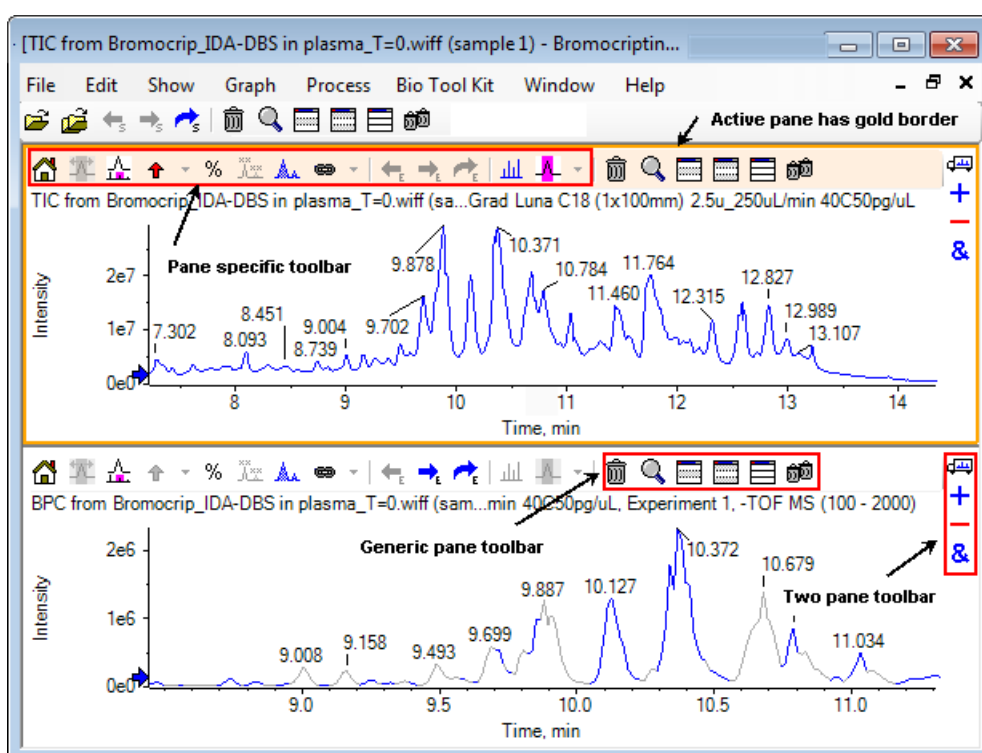 [TIC from Bromocrip_IDA-DBS in plasma_T=0.wiff (sample 1) - Bromocriptin...
File Edit Show Graph Process Bio Tool Kit Window Help
S S S
Active pane has gold border
% E E
TIC from Bromocrip_IDA-DBS in plasma_T=0.wiff (sa...Grad Luna C18 (1x100mm) 2.5u_250uL/min 40C50pg/uL
&
Pane specific toolbar
Intensity
2e7
1e7
0e0
7.302
8.093
8.451
8.739
9.004
9.702
9.878
10.371
10.784
11.460
11.764
12.315
12.827
12.989
13.107
8 9 10 11 12 13 14
Time, min
% E E
BPC from Bromocrip_IDA-DBS in plasma_T=0.wiff (sam...min 40C50pg/uL, Experiment 1, -TOF MS (100 - 2000)
&
Generic pane toolbar
Two pane toolbar
Intensity
2e6
1e6
0e0
9.008
9.158
9.493
9.699
9.887
10.127
10.372
10.679
11.034
9.0 9.5 10.0 10.5 11.0
Time, min